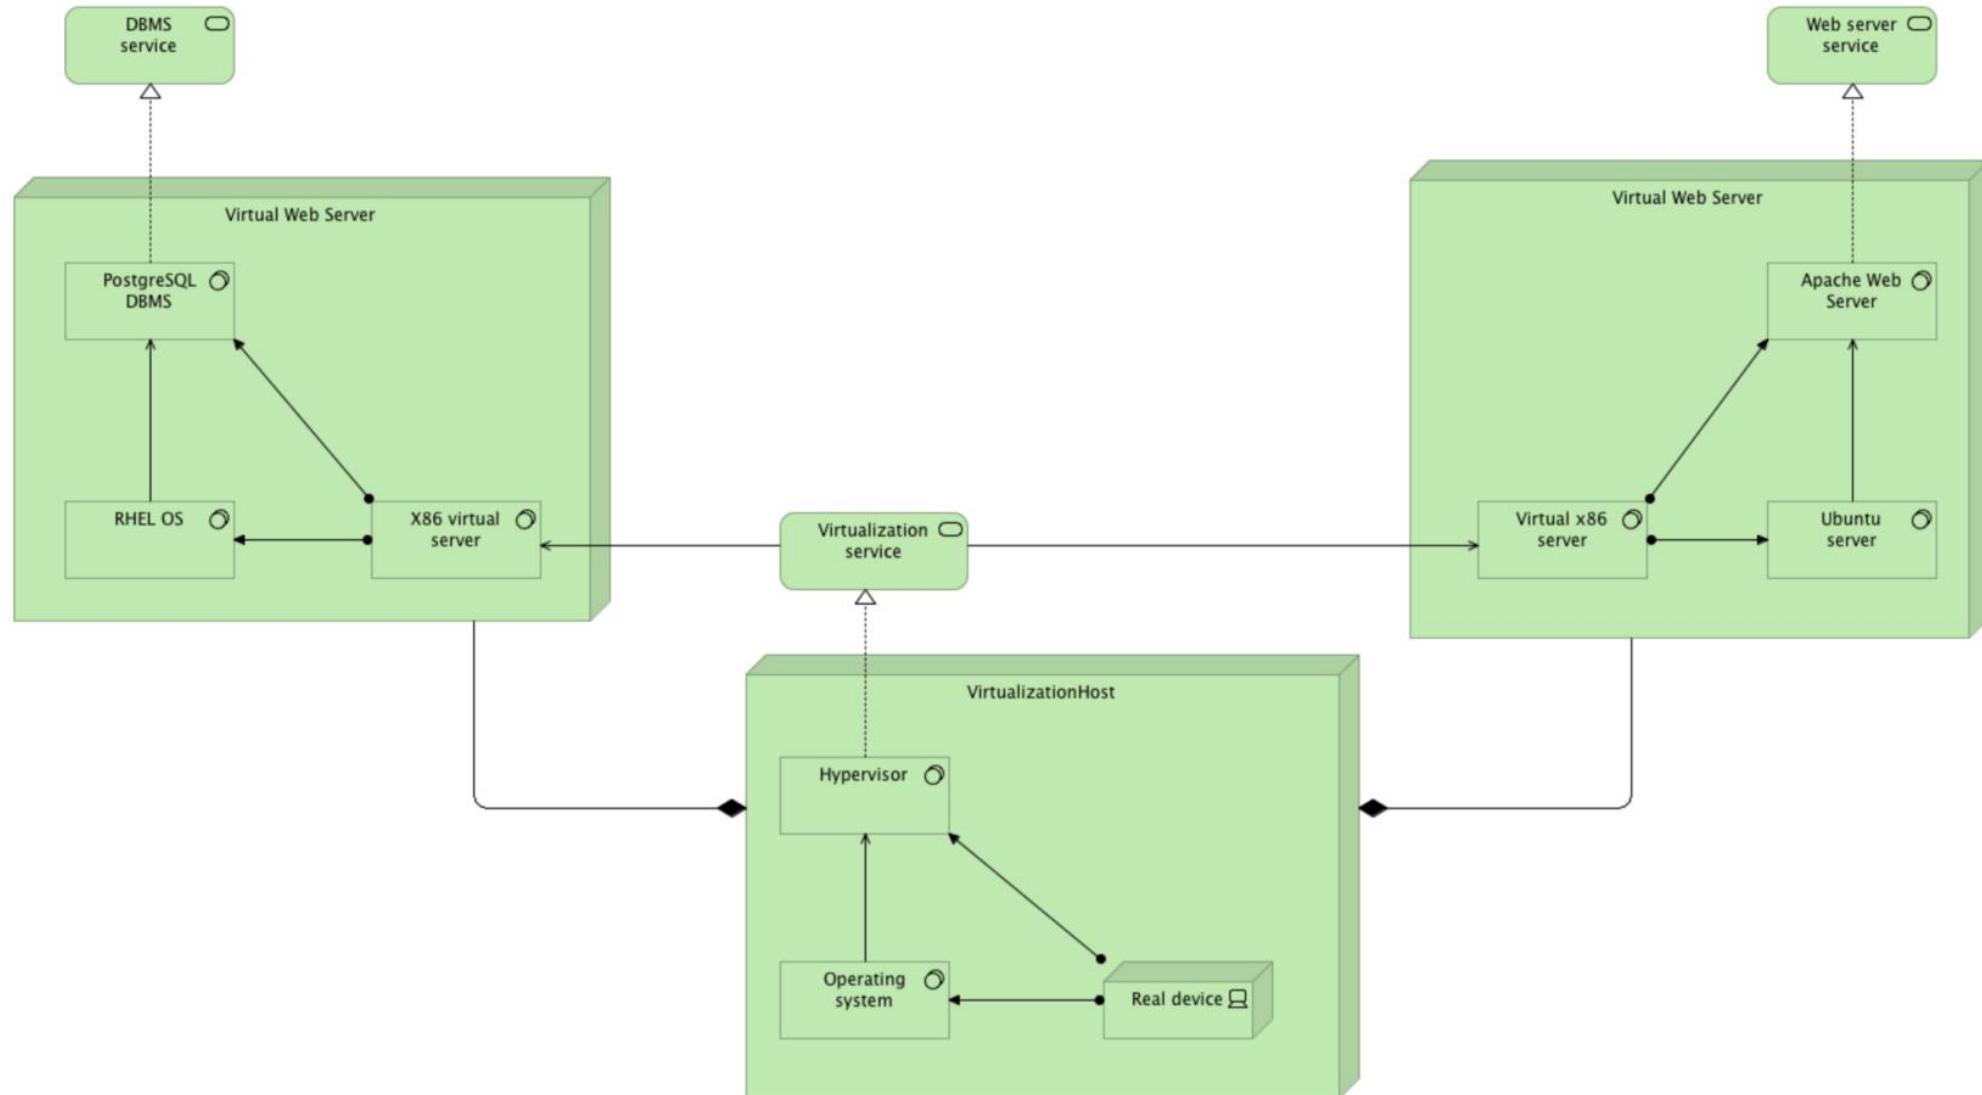 DBMS
service
Web server
service
Virtual Web Server
Virtual Web Server
PostgreSQL
DBMS
Apache Web
Server
RHEL OS
X86 virtual
server
Virtualization
service
Virtual x86
server
Ubuntu
server
VirtualizationHost
Hypervisor
Operating
system
Real device